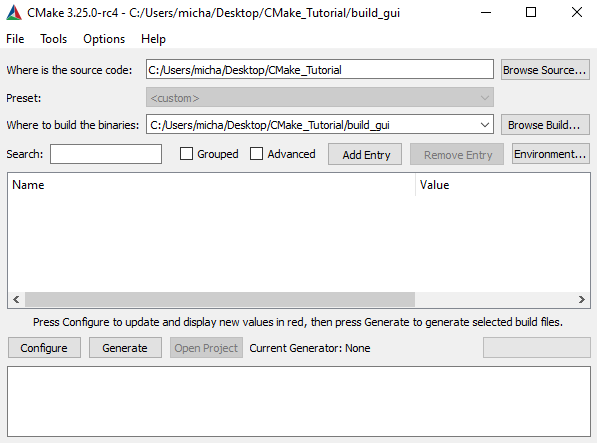 CMake 3.25.0-rc4 - C:/Users/micha/Desktop/CMake_Tutorial/build_gui
File Tools Options Help
Where is the source code: C:/Users/micha/Desktop/CMake_Tutorial Browse Source...
Preset: <custom>
Where to build the binaries: C:/Users/micha/Desktop/CMake_Tutorial/build_gui Browse Build...
Search: Grouped Advanced Add Entry Remove Entry Environment...
Name Value
Press Configure to update and display new values in red, then press Generate to generate selected build files.
Configure Generate Open Project Current Generator: None